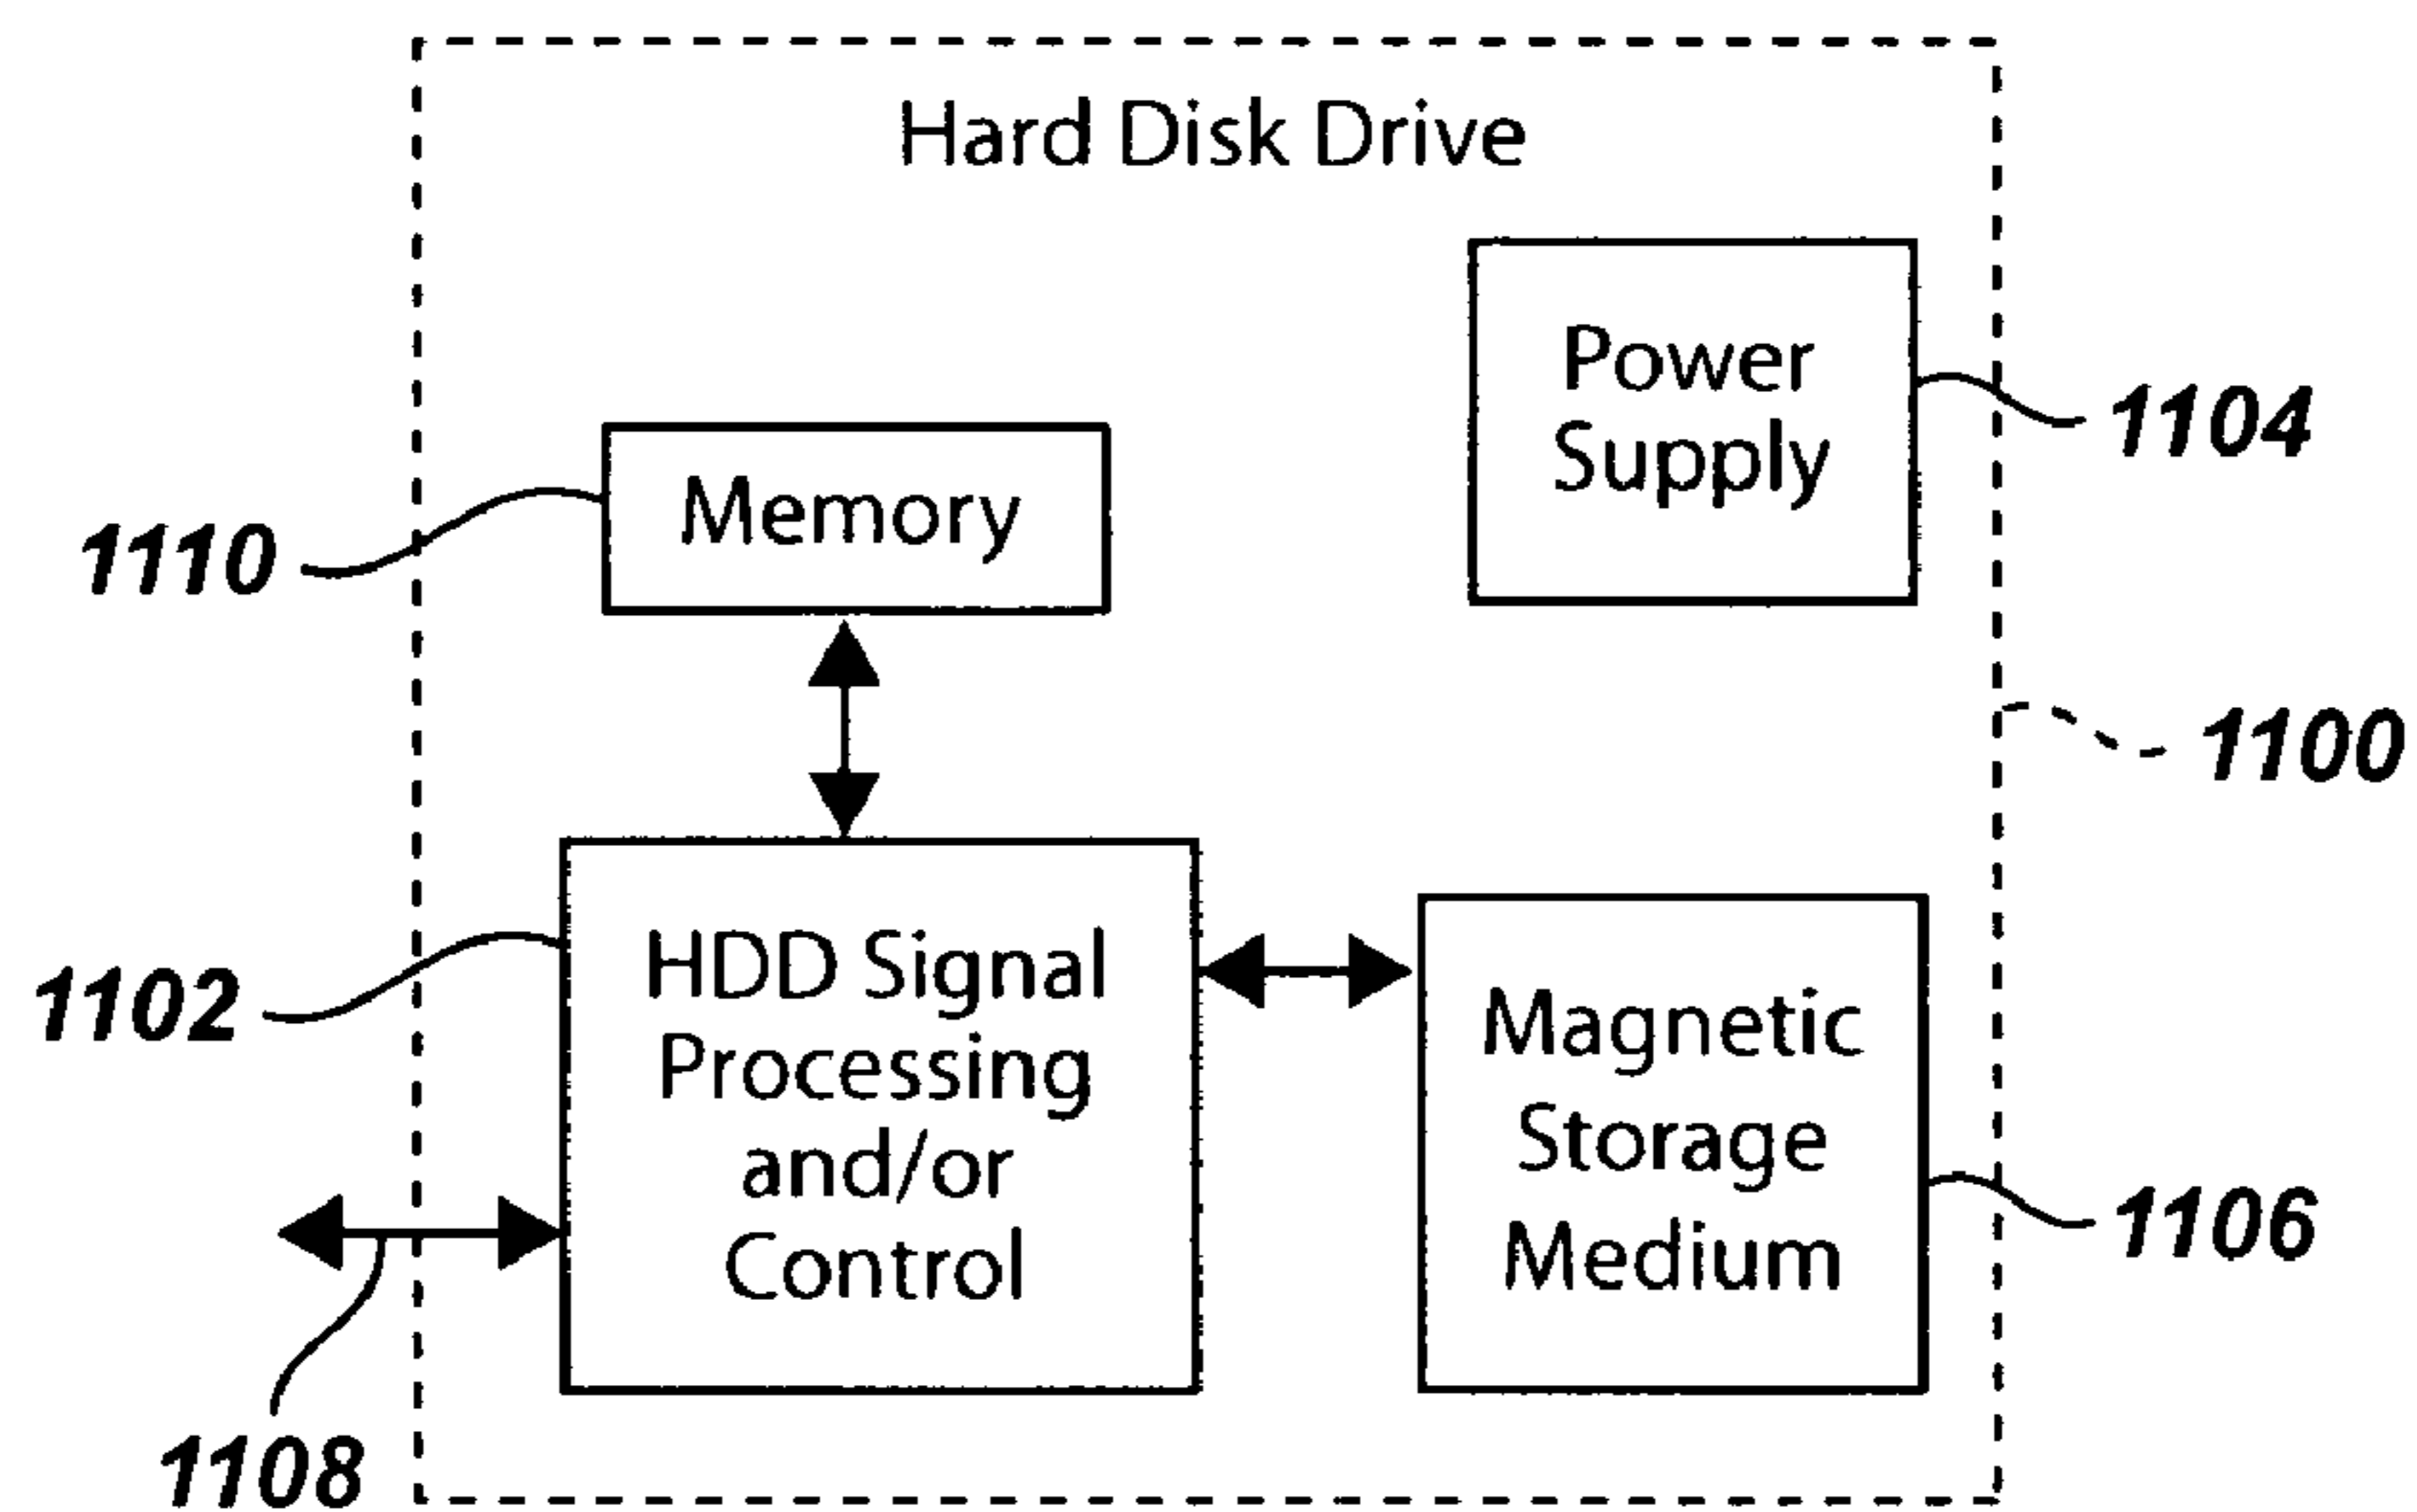 Hard Disk Drive
Power
Supply
1104
Memory
1110
1100
HDD Signal
Processing
and/or
Control
1102
Magnetic
Storage
Medium
1106
1108